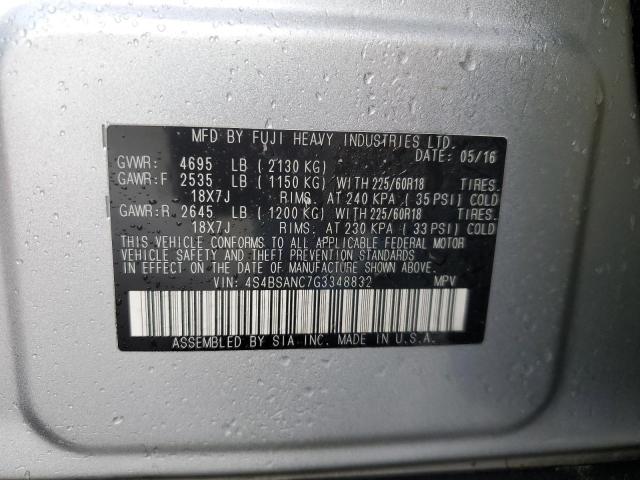 MFD BY FUJI HEAVY INDUSTRIES LTD.
DATE: 05/16
GVWR: 4695 LB ( 2130 KG)
GAWR:F 2535 LB ( 1150 KG) WITH 225/60R18 TIRES.
18X7J RIMS. AT 240 KPA ( 35 PSI) COLD
GAWR:R 2645 LB ( 1200 KG) WITH 225/60R18 TIRES.
18X7J RIMS. AT 230 KPA ( 33 PSI) COLD
THIS VEHICLE CONFORMS TO ALL APPLICABLE FEDERAL MOTOR
VEHICLE SAFETY AND THEFT PREVENTION STANDARDS
IN EFFECT ON THE DATE OF MANUFACTURE SHOWN ABOVE.
VIN: 4S4BSANC7G3348832 MPV
ASSEMBLED BY SIA INC. MADE IN U.S.A.